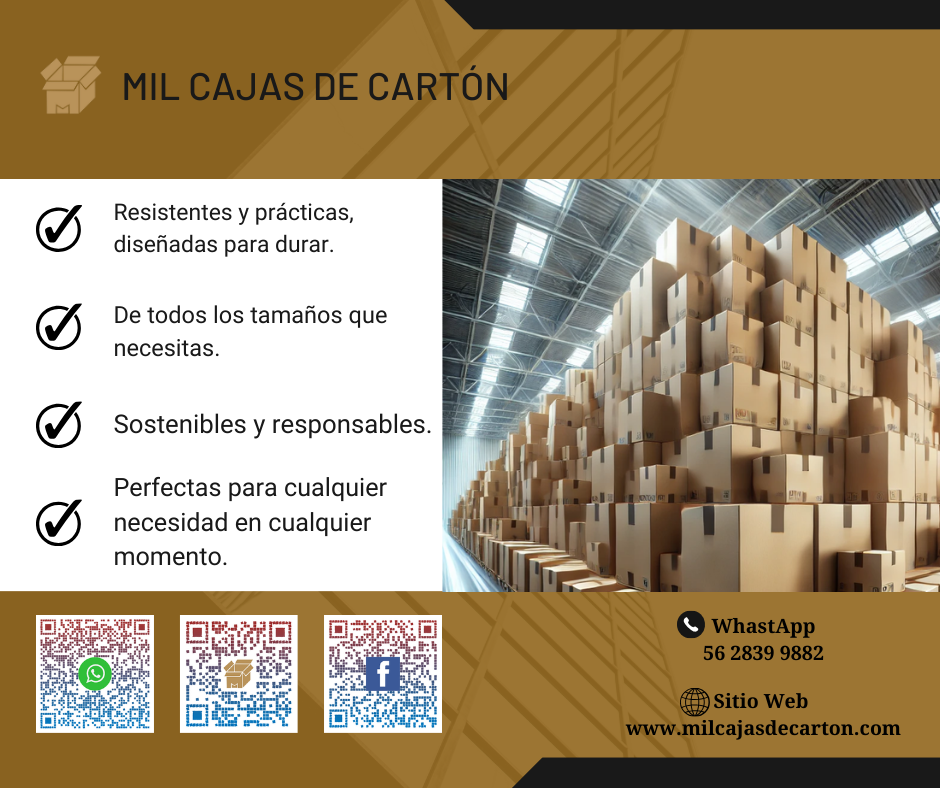 MIL CAJAS DE CARTÓN
Resistentes y prácticas,
diseñadas para durar.
De todos los tamaños que
necesitas.
Sostenibles y responsables.
Perfectas para cualquier
necesidad en cualquier
momento.
WhastApp
56 2839 9882
Sitio Web
www.milcajasdecarton.com